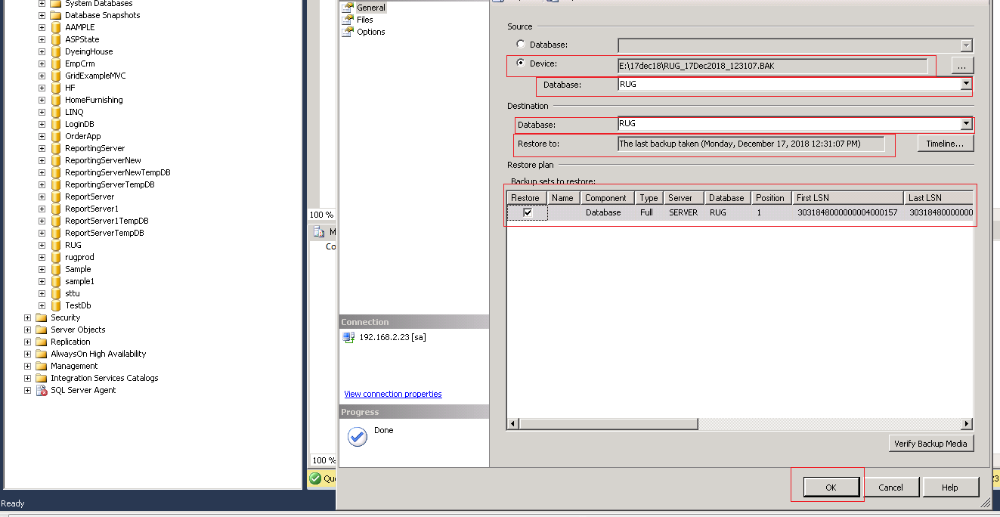 System Databases
Database Snapshots
AAMPLE
ASPState
DyeingHouse
EmpCrm
GridExampleMVC
HF
HomeFurnishing
LINQ
LoginDB
OrderApp
ReportingServer
ReportingServerNew
ReportingServerNewTempDB
ReportingServerTempDB
ReportServer
ReportServer1
ReportServer1TempDB
ReportServerTempDB
RUG
rugprod
Sample
sample1
sttu
TestDb
Security
Server Objects
Replication
AlwaysOn High Availability
Management
Integration Services Catalogs
SQL Server Agent
Ready
100 %
M
Co
100 %
Qu
General
Files
Options
Connection
192.168.2.23 [sa]
View connection properties
Progress
Done
Source
Database:
Device: E:\17dec18\RUG_17Dec2018_123107.BAK ...
Database: RUG
Destination
Database: RUG
Restore to: The last backup taken (Monday, December 17, 2018 12:31:07 PM) Timeline...
Restore plan
Backup sets to restore:
Restore Name Component Type Server Database Position First LSN Last LSN
Database Full SERVER RUG 1 30318480000000004000157 30318480000000
Verify Backup Media
OK Cancel Help